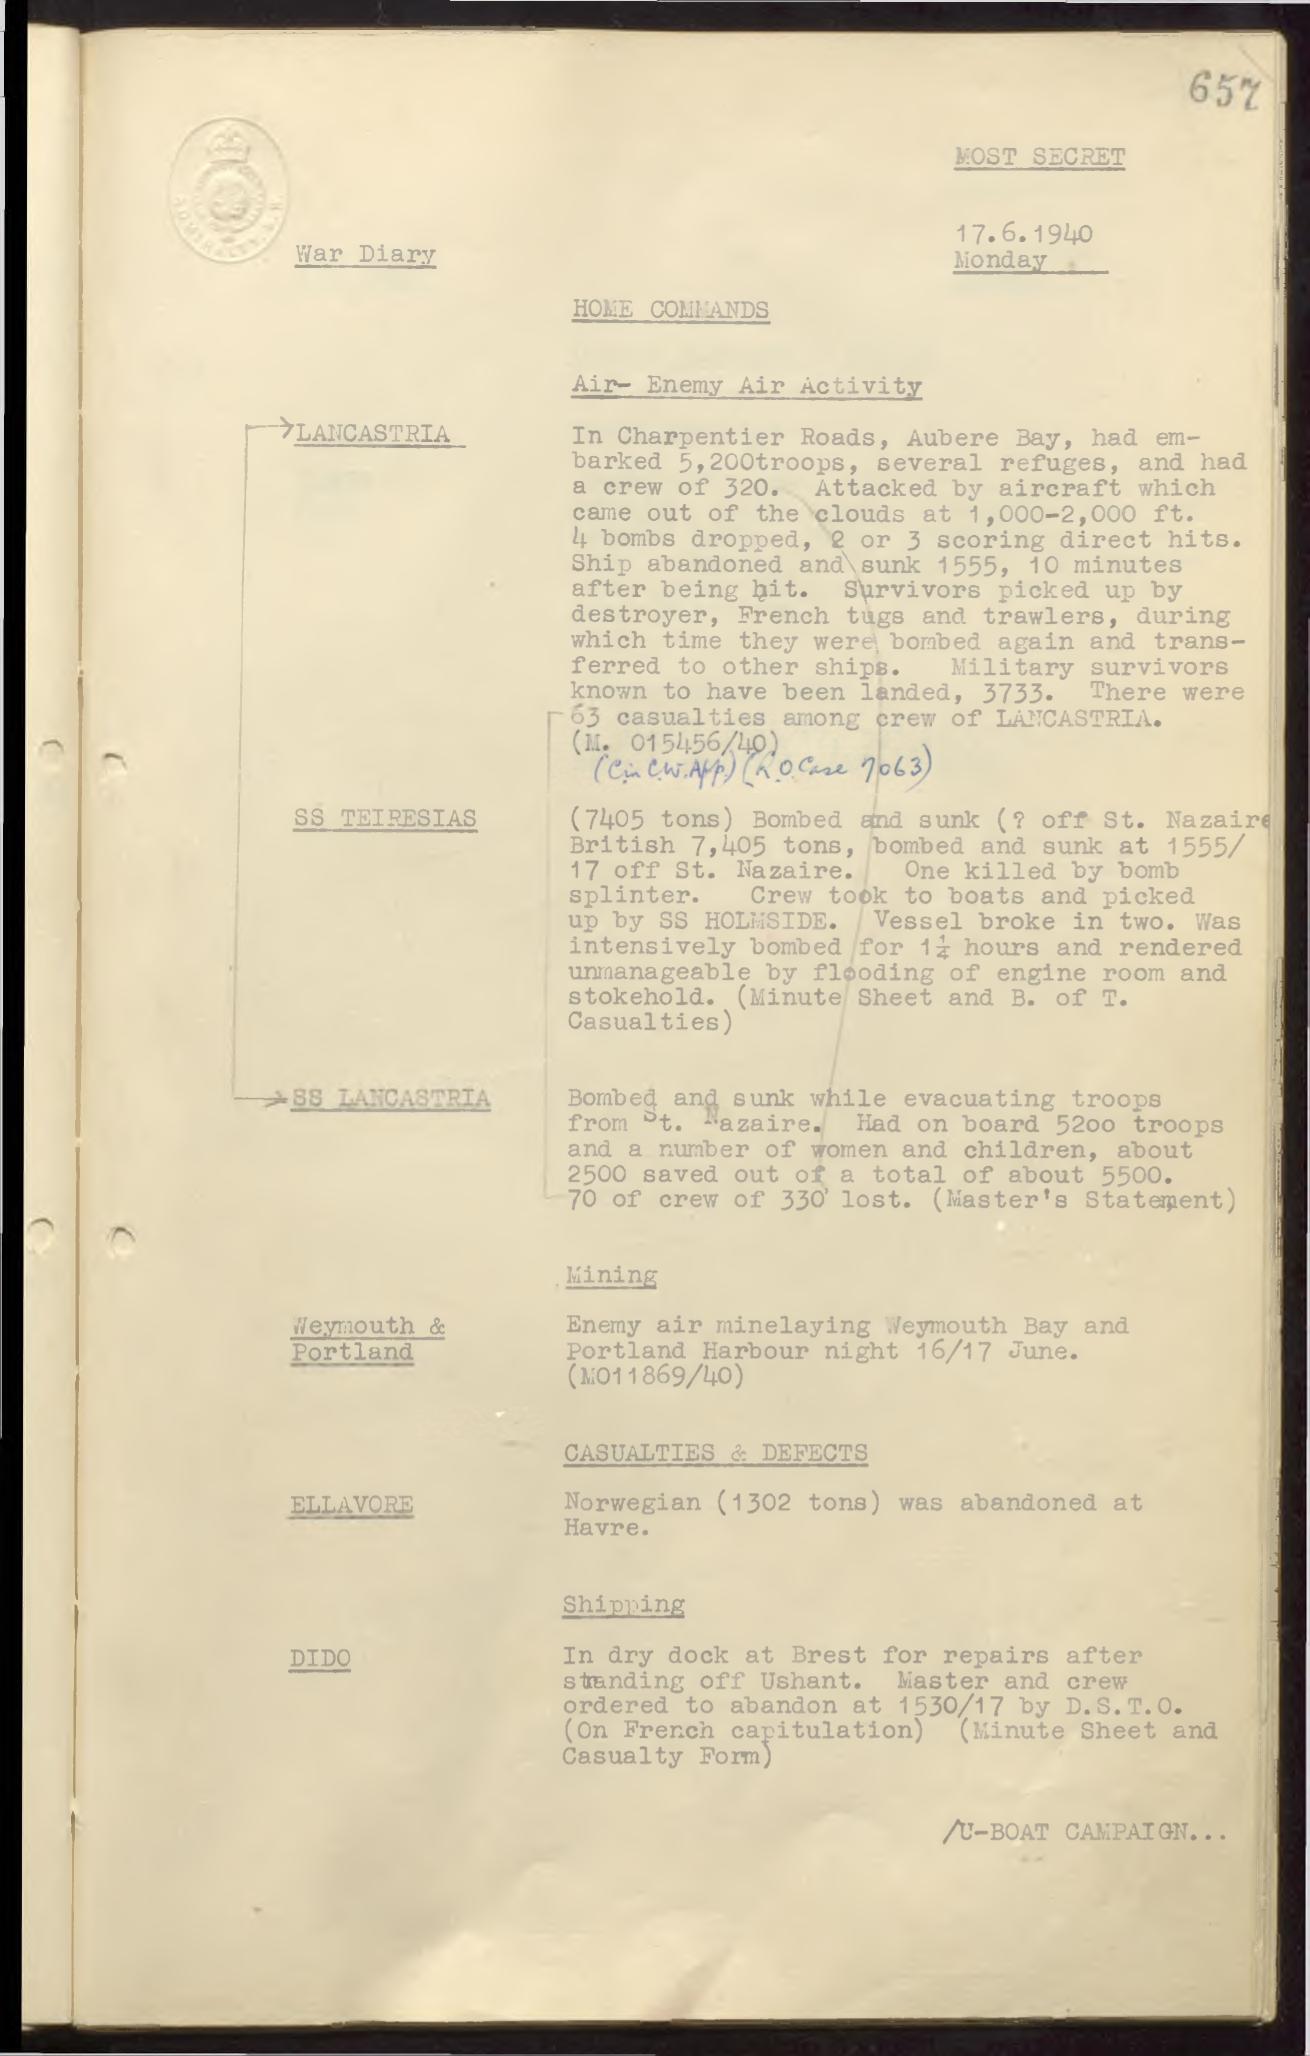 657
MOST SECRET
17.6.1940
War Diary
Monday
HOME COMMANDS
Air- Enemy Air Activity
LANCASTRIA
In Charpentier Roads, Aubere Bay, had em-
barked 5,200troops, several refuges, and had
a crew of 320. Attacked by aircraft which
came out of the clouds at 1,000-2,000 ft.
4 bombs dropped, 2 or 3 scoring direct hits.
Ship abandoned and sunk 1555, 10 minutes
after being hit. Survivors picked up by
destroyer, French tugs and trawlers, during
which time they were bombed again and trans-
ferred to other ships. Military survivors
known to have been landed, 3733. There were
63 casualties among crew of LANCASTRIA.
(M. 015456/40)
(C in C.W. App.) (R.O. Case 7063)
SS TEIRESIAS
(7405 tons) Bombed and sunk (? off St. Nazaire
British 7,405 tons, bombed and sunk at 1555/
17 off St. Nazaire. One killed by bomb
splinter. Crew took to boats and picked
up by SS HOLMSIDE. Vessel broke in two. Was
intensively bombed for 1¼ hours and rendered
unmanageable by flooding of engine room and
stokehold. (Minute Sheet and B. of T.
Casualties)
SS LANCASTRIA
Bombed and sunk while evacuating troops
from St. Nazaire. Had on board 52oo troops
and a number of women and children, about
2500 saved out of a total of about 5500.
70 of crew of 330 lost. (Master's Statement)
Mining
Weymouth &
Portland
Enemy air minelaying Weymouth Bay and
Portland Harbour night 16/17 June.
(M011869/40)
CASUALTIES & DEFECTS
ELLAVORE
Norwegian (1302 tons) was abandoned at
Havre.
Shipping
DIDO
In dry dock at Brest for repairs after
stranding off Ushant. Master and crew
ordered to abandon at 1530/17 by D.S.T.O.
(On French capitulation) (Minute Sheet and
Casualty Form)
/U-BOAT CAMPAIGN...